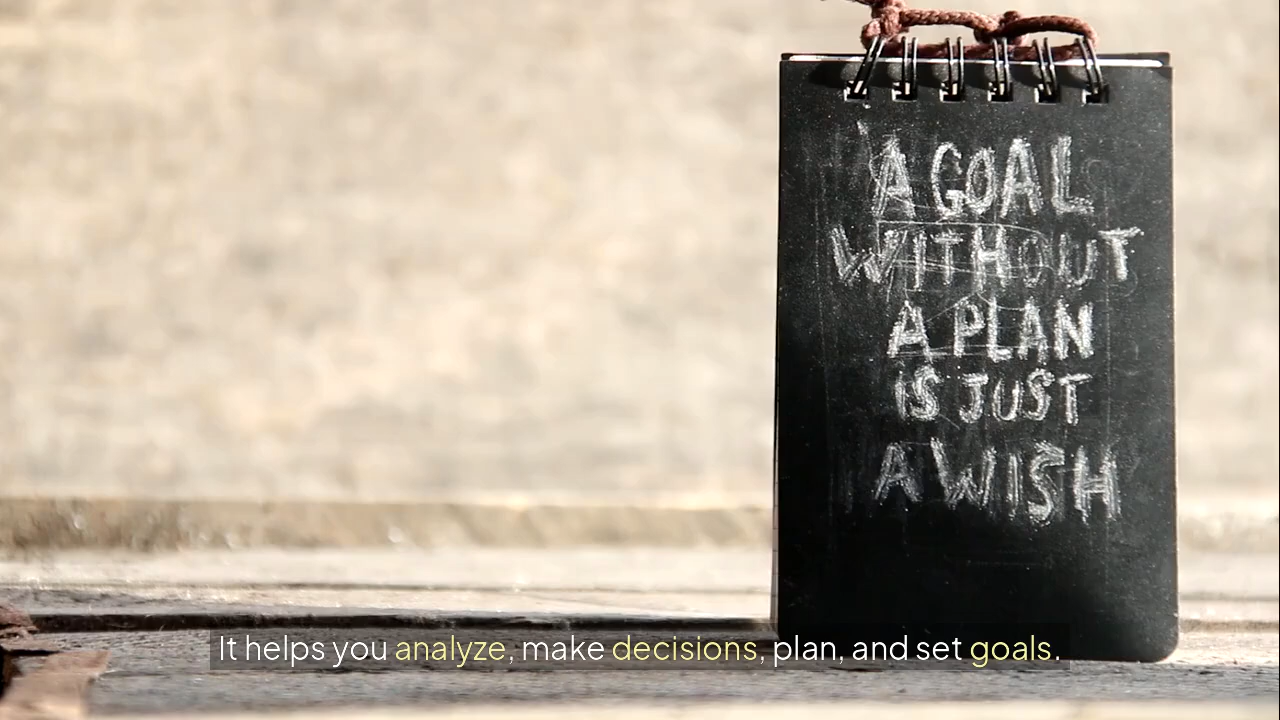 A GOAL
WITHOUT
A PLAN
IS JUST
A WISH
It helps you analyze, make decisions, plan, and set goals.